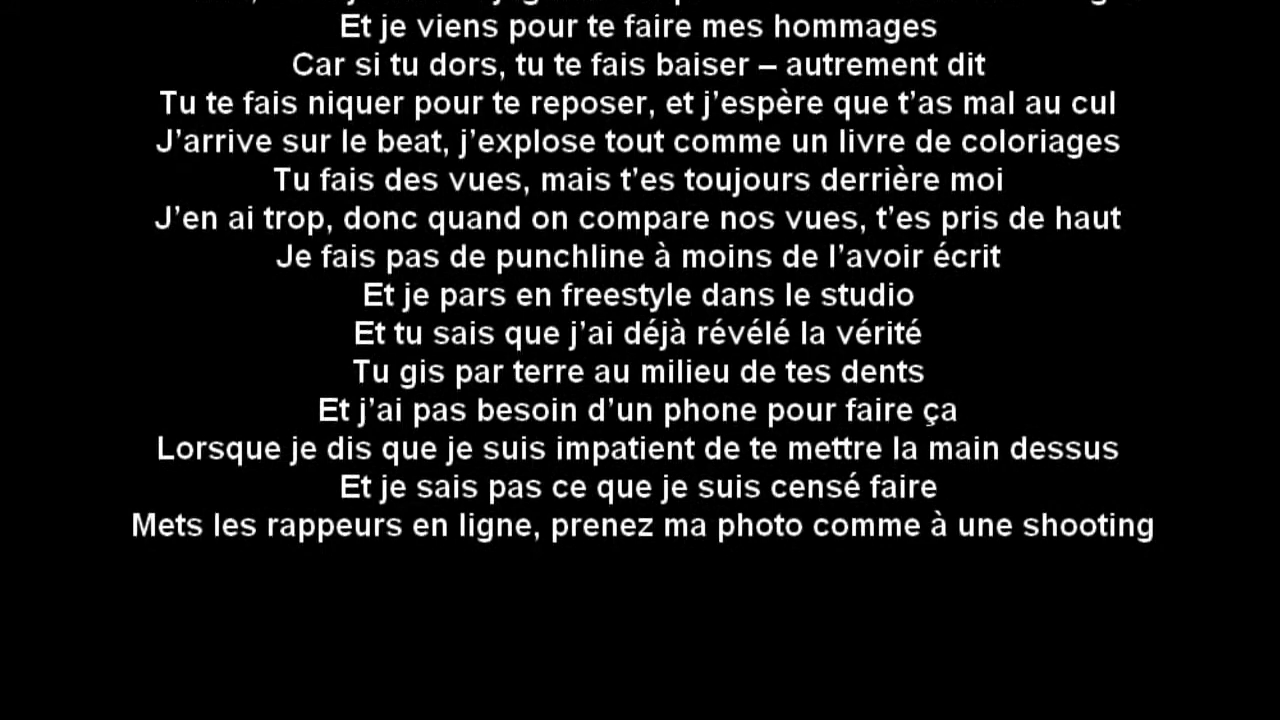 Et je viens pour te faire mes hommages
Car si tu dors, tu te fais baiser – autrement dit
Tu te fais niquer pour te reposer, et j’espère que t’as mal au cul
J’arrive sur le beat, j’explose tout comme un livre de coloriages
Tu fais des vues, mais t’es toujours derrière moi
J’en ai trop, donc quand on compare nos vues, t’es pris de haut
Je fais pas de punchline à moins de l’avoir écrit
Et je pars en freestyle dans le studio
Et tu sais que j’ai déjà révélé la vérité
Tu gis par terre au milieu de tes dents
Et j’ai pas besoin d’un phone pour faire ça
Lorsque je dis que je suis impatient de te mettre la main dessus
Et je sais pas ce que je suis censé faire
Mets les rappeurs en ligne, prenez ma photo comme à une shooting